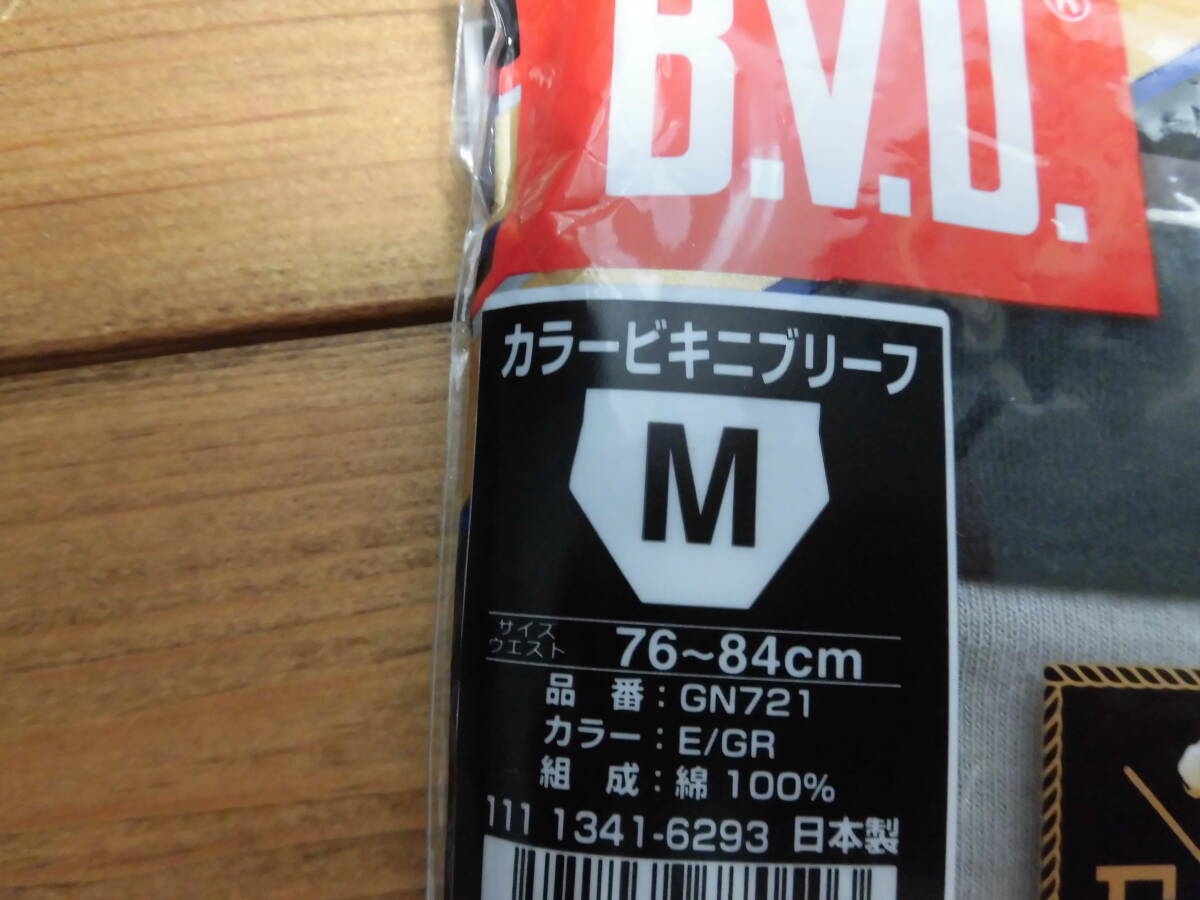 B.V.D.®
カラービキニブリーフ
M
サイズ
ウエスト 76~84cm
品 番:GN721
カラー:E/GR
組 成:綿 100%
111 1341-6293 日本製